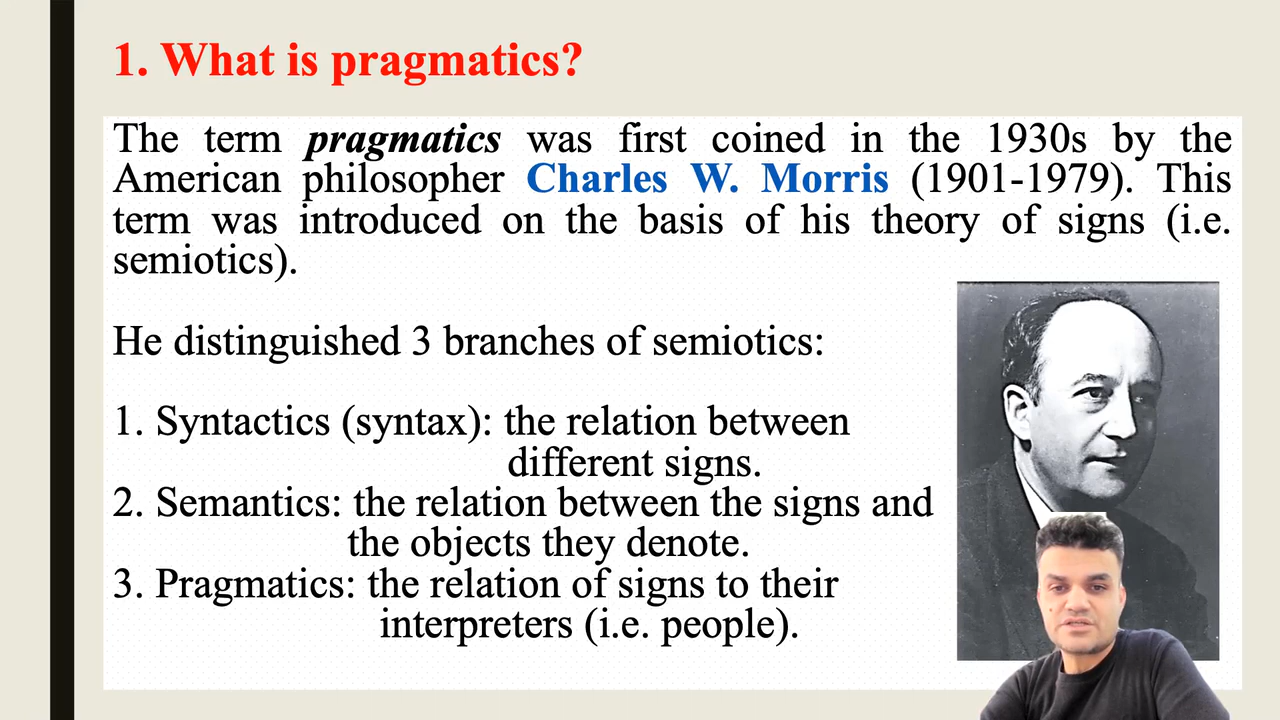 1. What is pragmatics?
The term pragmatics was first coined in the 1930s by the
American philosopher Charles W. Morris (1901-1979). This
term was introduced on the basis of his theory of signs (i.e.
semiotics).
He distinguished 3 branches of semiotics:
1. Syntactics (syntax): the relation between
different signs.
2. Semantics: the relation between the signs and
the objects they denote.
3. Pragmatics: the relation of signs to their
interpreters (i.e. people).